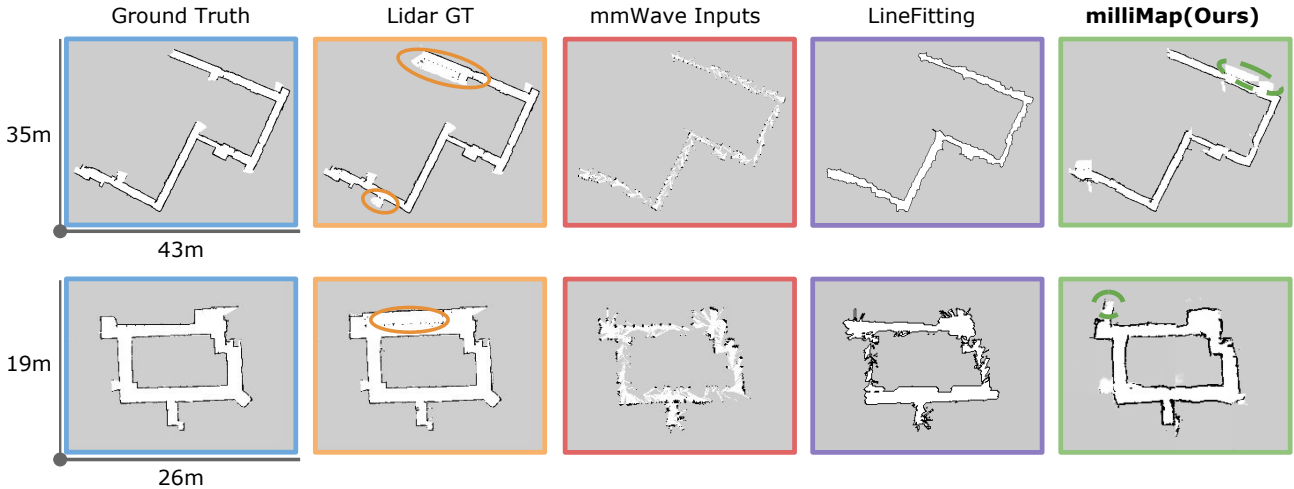 Ground Truth
Lidar GT
mmWave Inputs
LineFitting
milliMap(Ours)
35m
43m
19m
26m